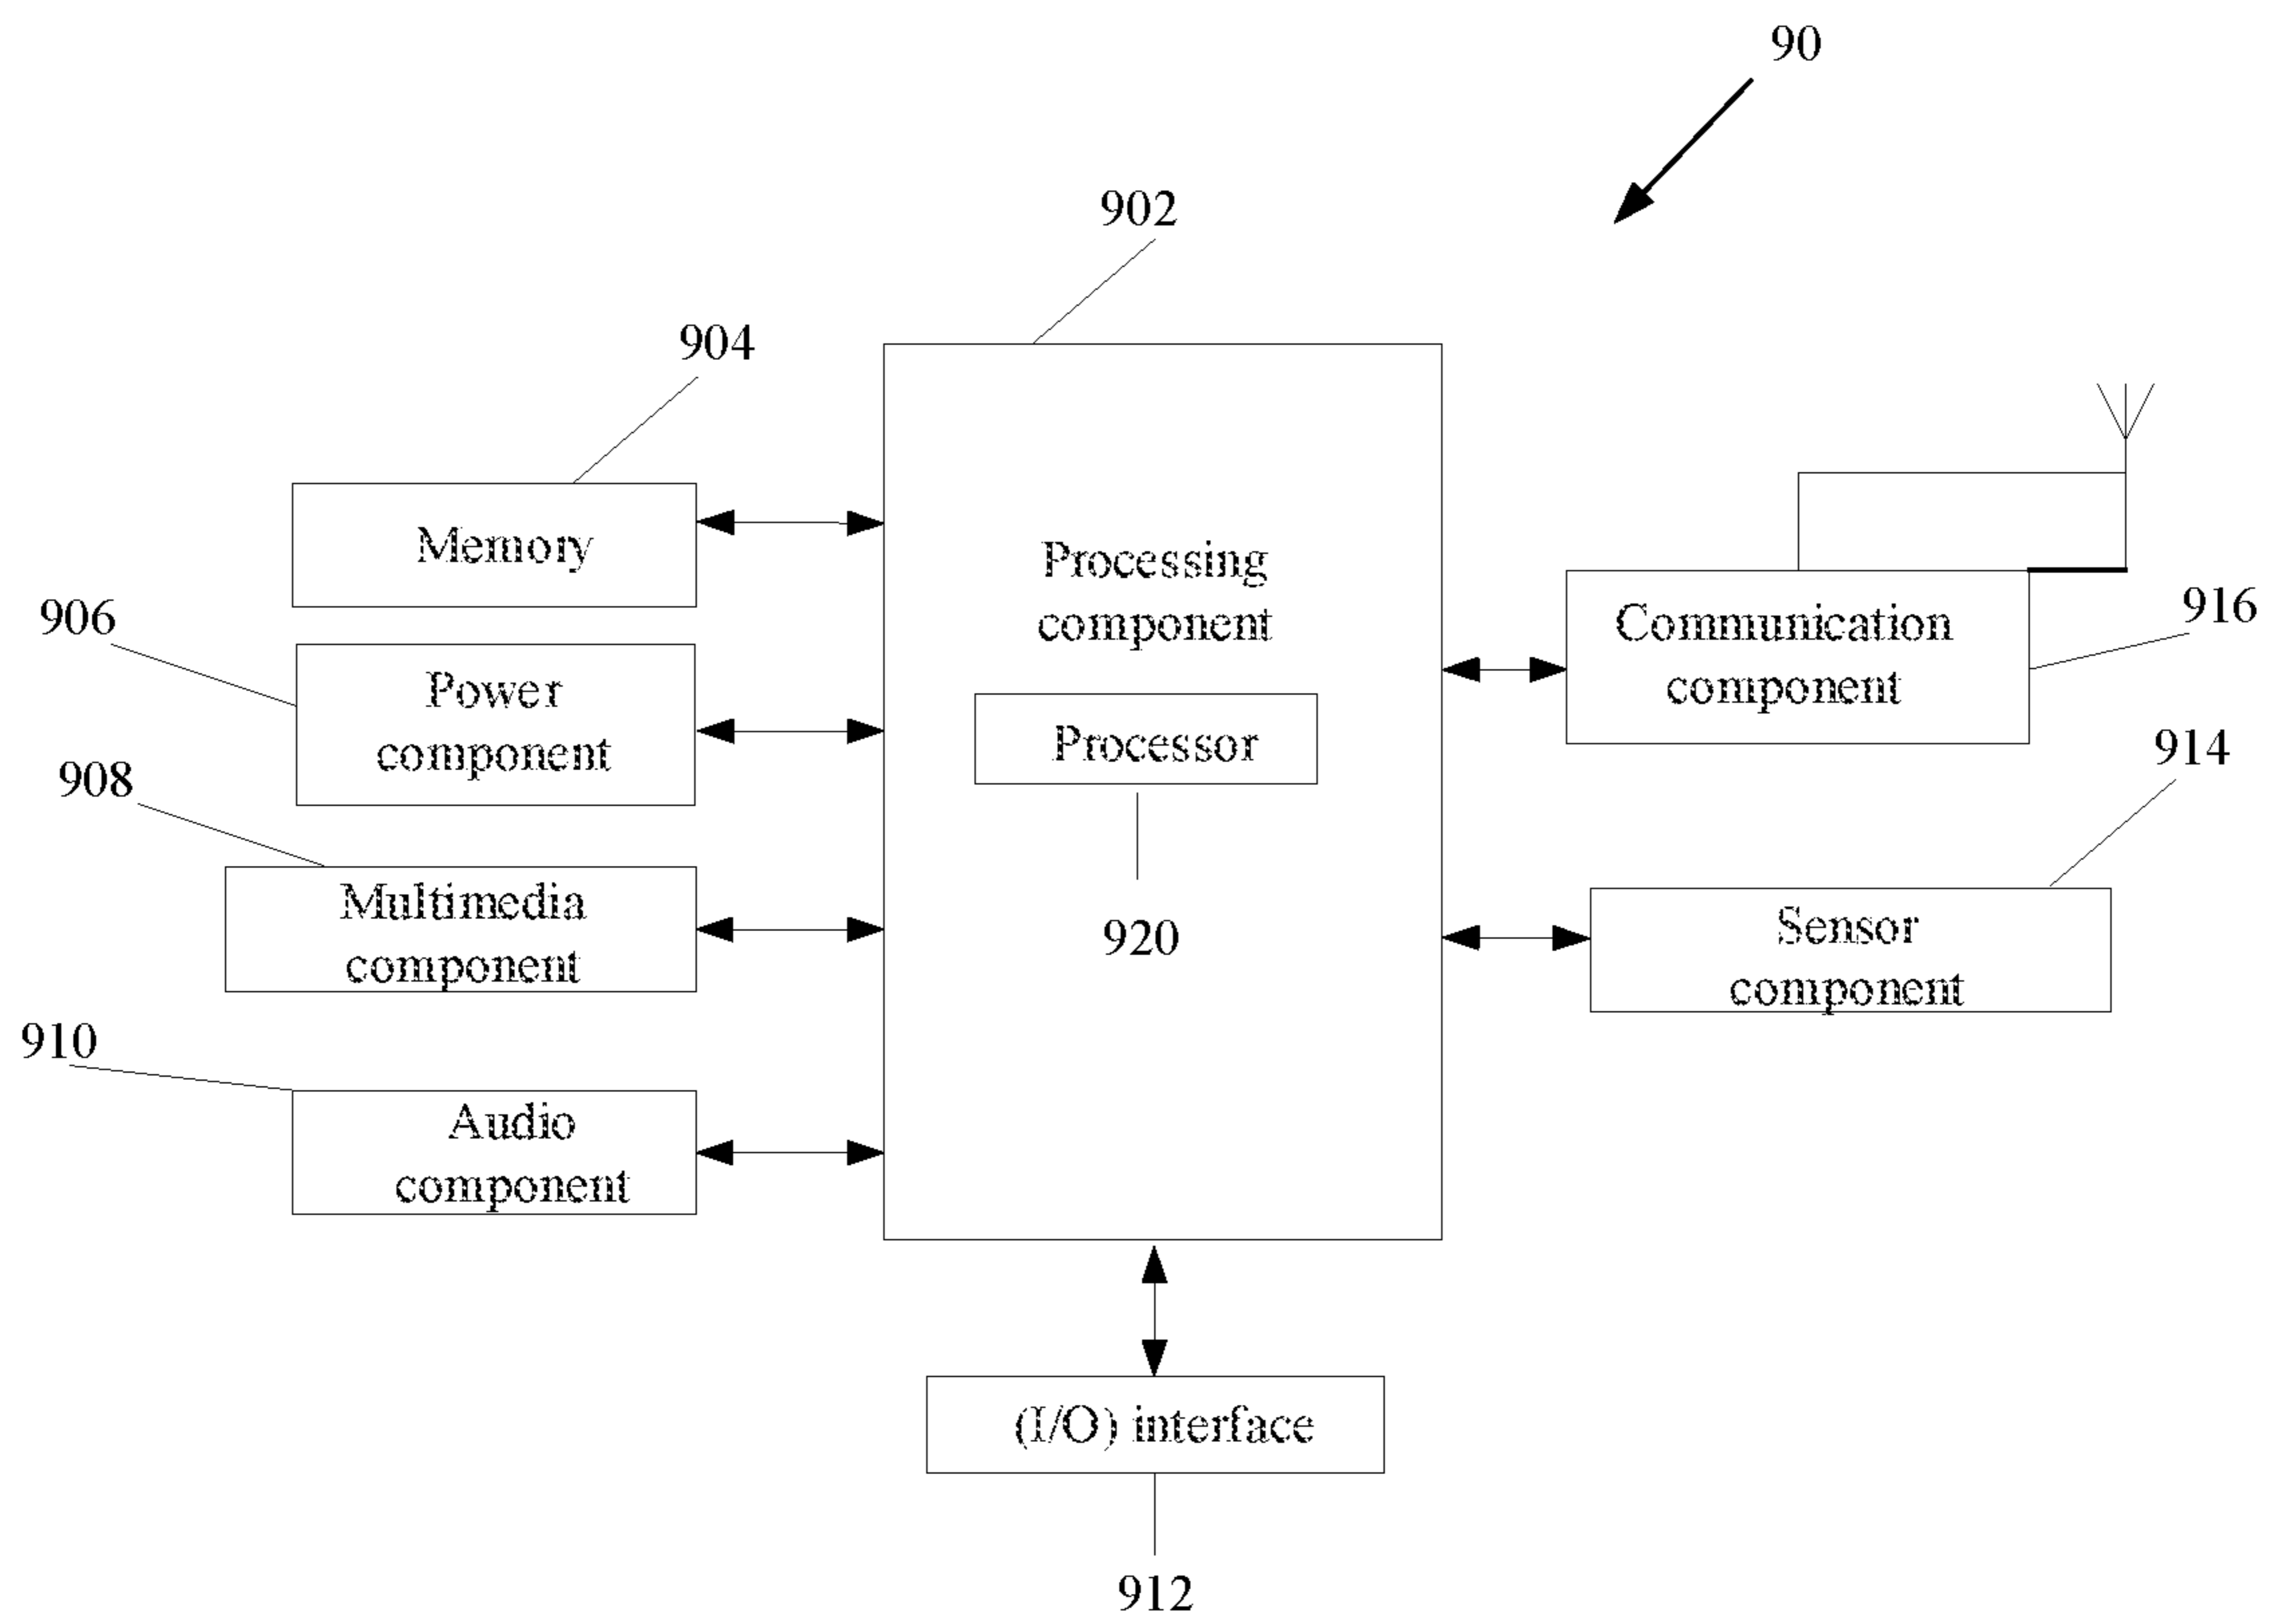 90
902
904
Memory
906
Power
component
908
Multimedia
component
910
Audio
component
Processing
component
Processor
920
Communication
component
916
914
Sensor
component
(I/O) interface
912